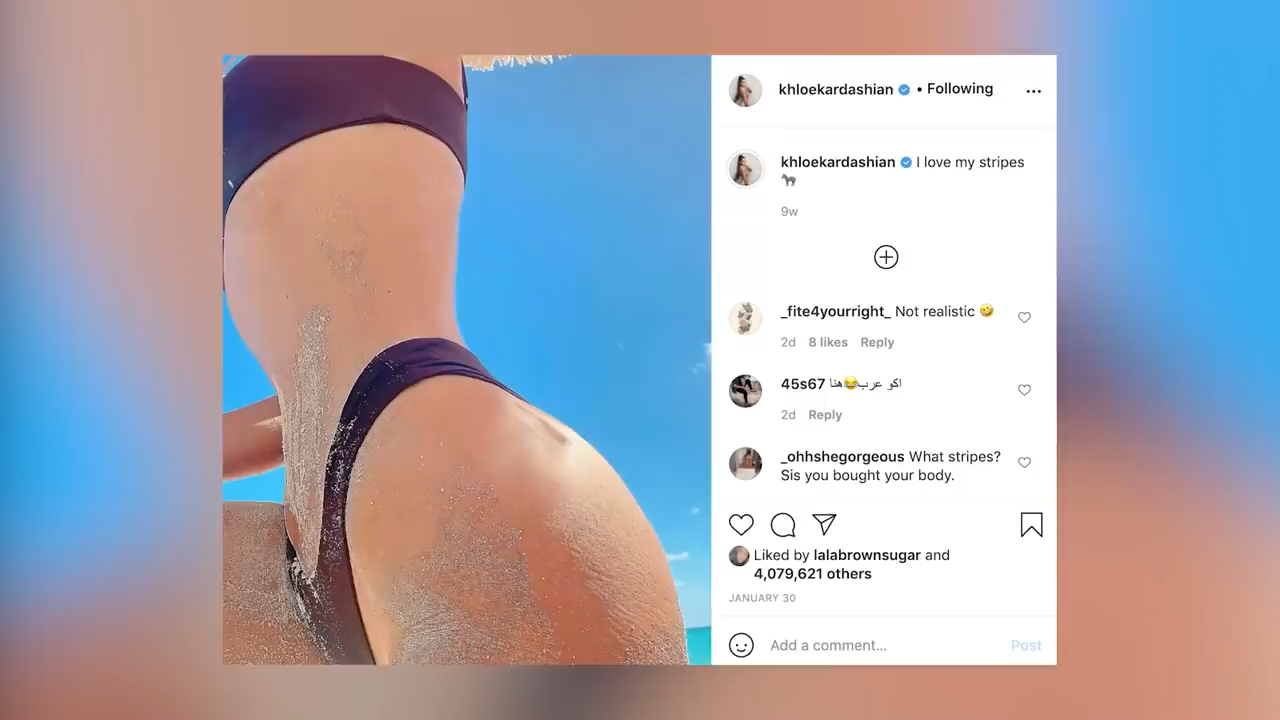 khloekardashian • Following
khloekardashian I love my stripes
🦓
9w
_fite4yourright_ Not realistic 🤣
2d 8 likes Reply
45s67 اكو عرب😂هنا
2d Reply
_ohhshegorgeous What stripes?
Sis you bought your body.
Liked by lalabrownsugar and
4,079,621 others
JANUARY 30
Add a comment... Post